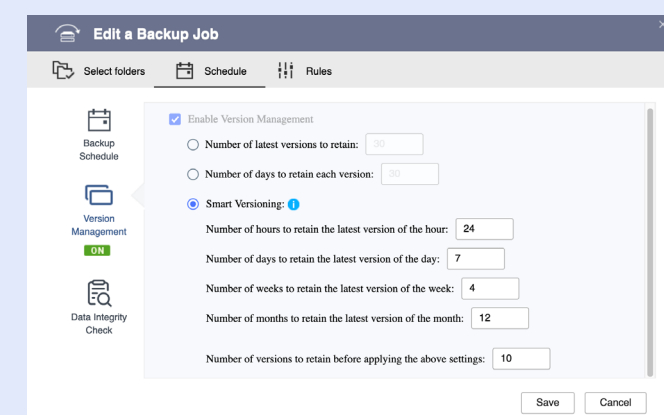 Edit a Backup Job
Select folders
Schedule
Rules
Backup
Schedule
Version
Management
ON
Data Integrity
Check
Enable Version Management
Number of latest versions to retain: 30
Number of days to retain each version: 30
Smart Versioning:
Number of hours to retain the latest version of the hour: 24
Number of days to retain the latest version of the day: 7
Number of weeks to retain the latest version of the week: 4
Number of months to retain the latest version of the month: 12
Number of versions to retain before applying the above settings: 10
Save
Cancel